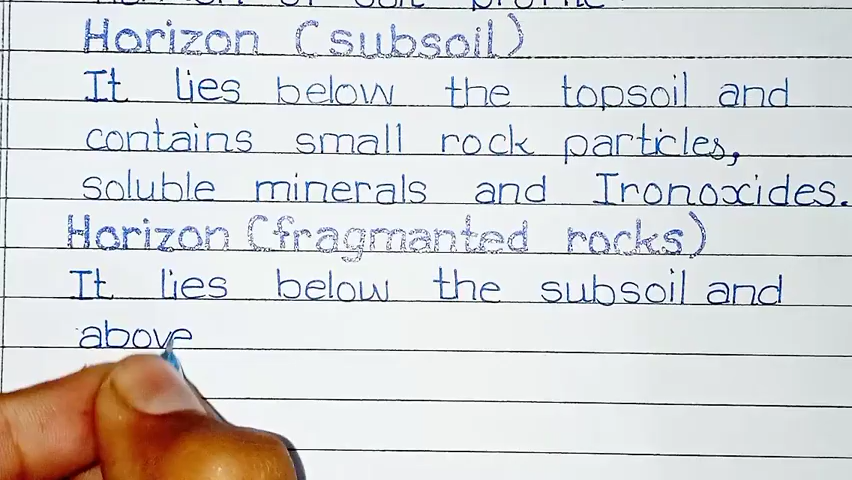 Horizon (subsoil)
It lies below the topsoil and
contains small rock particles,
soluble minerals and Ironoxides.
Horizon (fragmanted rocks)
It lies below the subsoil and
above